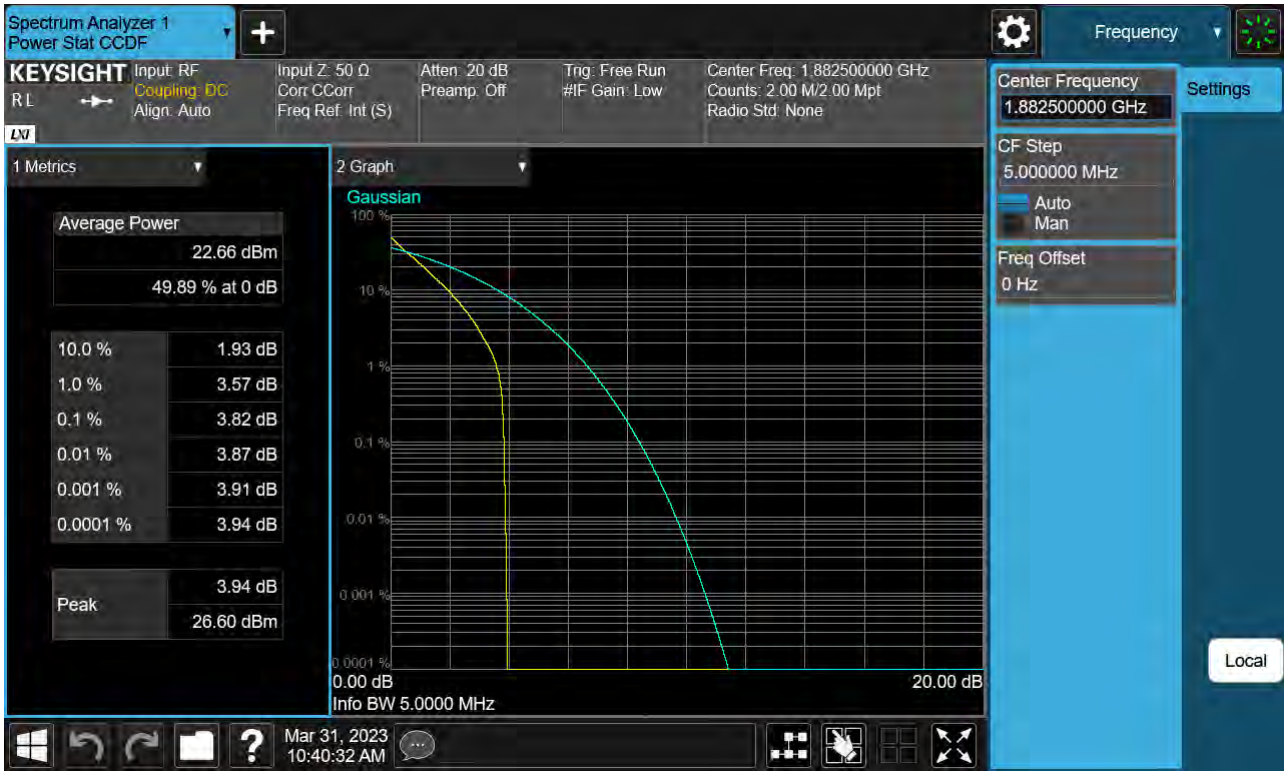 Spectrum Analyzer 1
Power Stat CCDF
Frequency
KEYSIGHT
RL
LXI
Input: RF
Coupling: DC
Align: Auto
Input Z: 50 Ω
Corr CCorr
Freq Ref: Int (S)
Atten: 20 dB
Preamp: Off
Trig: Free Run
#IF Gain: Low
Center Freq: 1.882500000 GHz
Counts: 2.00 M/2.00 Mpt
Radio Std: None
Center Frequency
1.882500000 GHz
Settings
CF Step
5.000000 MHz
Auto
Man
Freq Offset
0 Hz
1 Metrics
Average Power
22.66 dBm
49.89 % at 0 dB
10.0 % 1.93 dB
1.0 % 3.57 dB
0.1 % 3.82 dB
0.01 % 3.87 dB
0.001 % 3.91 dB
0.0001 % 3.94 dB
Peak
3.94 dB
26.60 dBm
2 Graph
Gaussian
100 %
10 %
1 %
0.1 %
0.01 %
0.001 %
0.0001 %
0.00 dB 20.00 dB
Info BW 5.0000 MHz
Local
?
Mar 31, 2023
10:40:32 AM